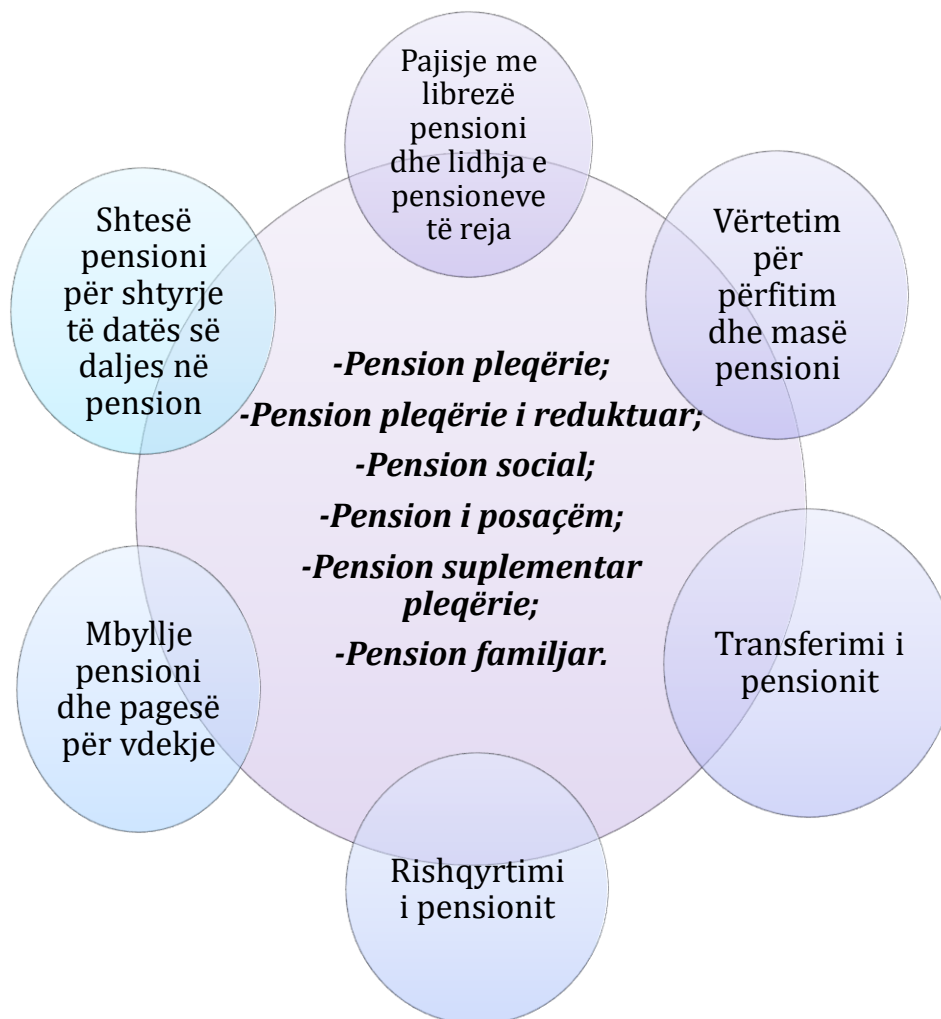 Pajisje me
librezë
pensioni
dhe lidhja e
pensioneve
të reja
Vërtetim
për
përfitim
dhe masë
pensioni
Transferimi i
pensionit
Rishqyrtimi
i pensionit
Mbyllje
pensioni
dhe pagesë
për vdekje
Shtesë
pensioni
për shtyrje
të datës së
daljes në
pension
-Pension pleqërie;
-Pension pleqërie i reduktuar;
-Pension social;
-Pension i posaçëm;
-Pension suplementar
pleqërie;
-Pension familjar.